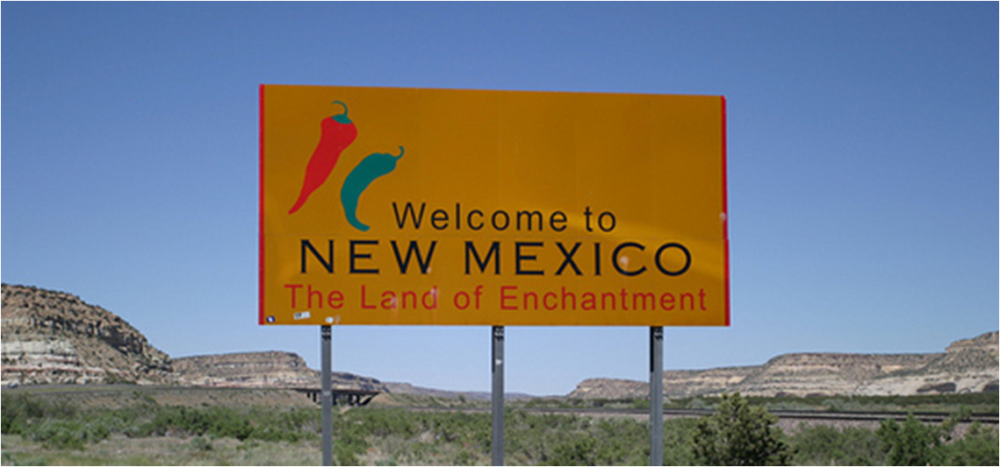 Welcome to
NEW MEXICO
The Land of Enchantment